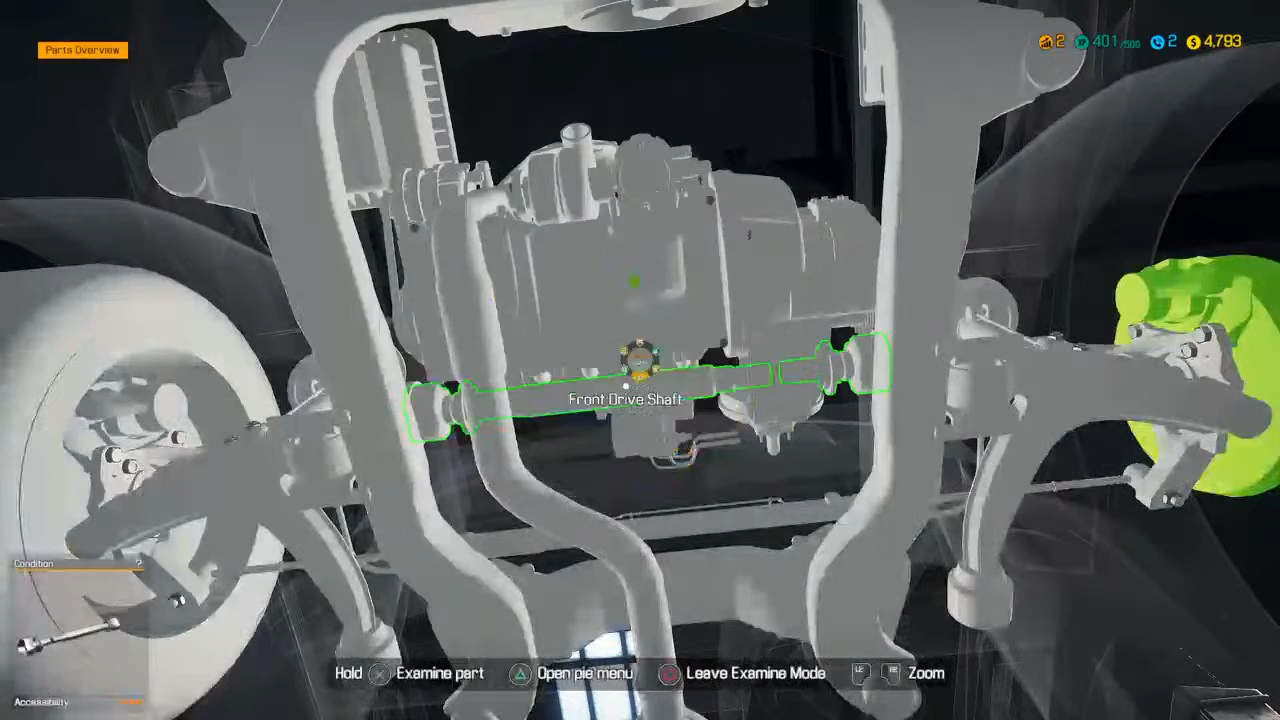 Parts Overview
2 401/500 2 $ 4,793
Front Drive Shaft
Condition ?
Accessibility
Hold Examine part Open pie menu Leave Examine Mode Zoom